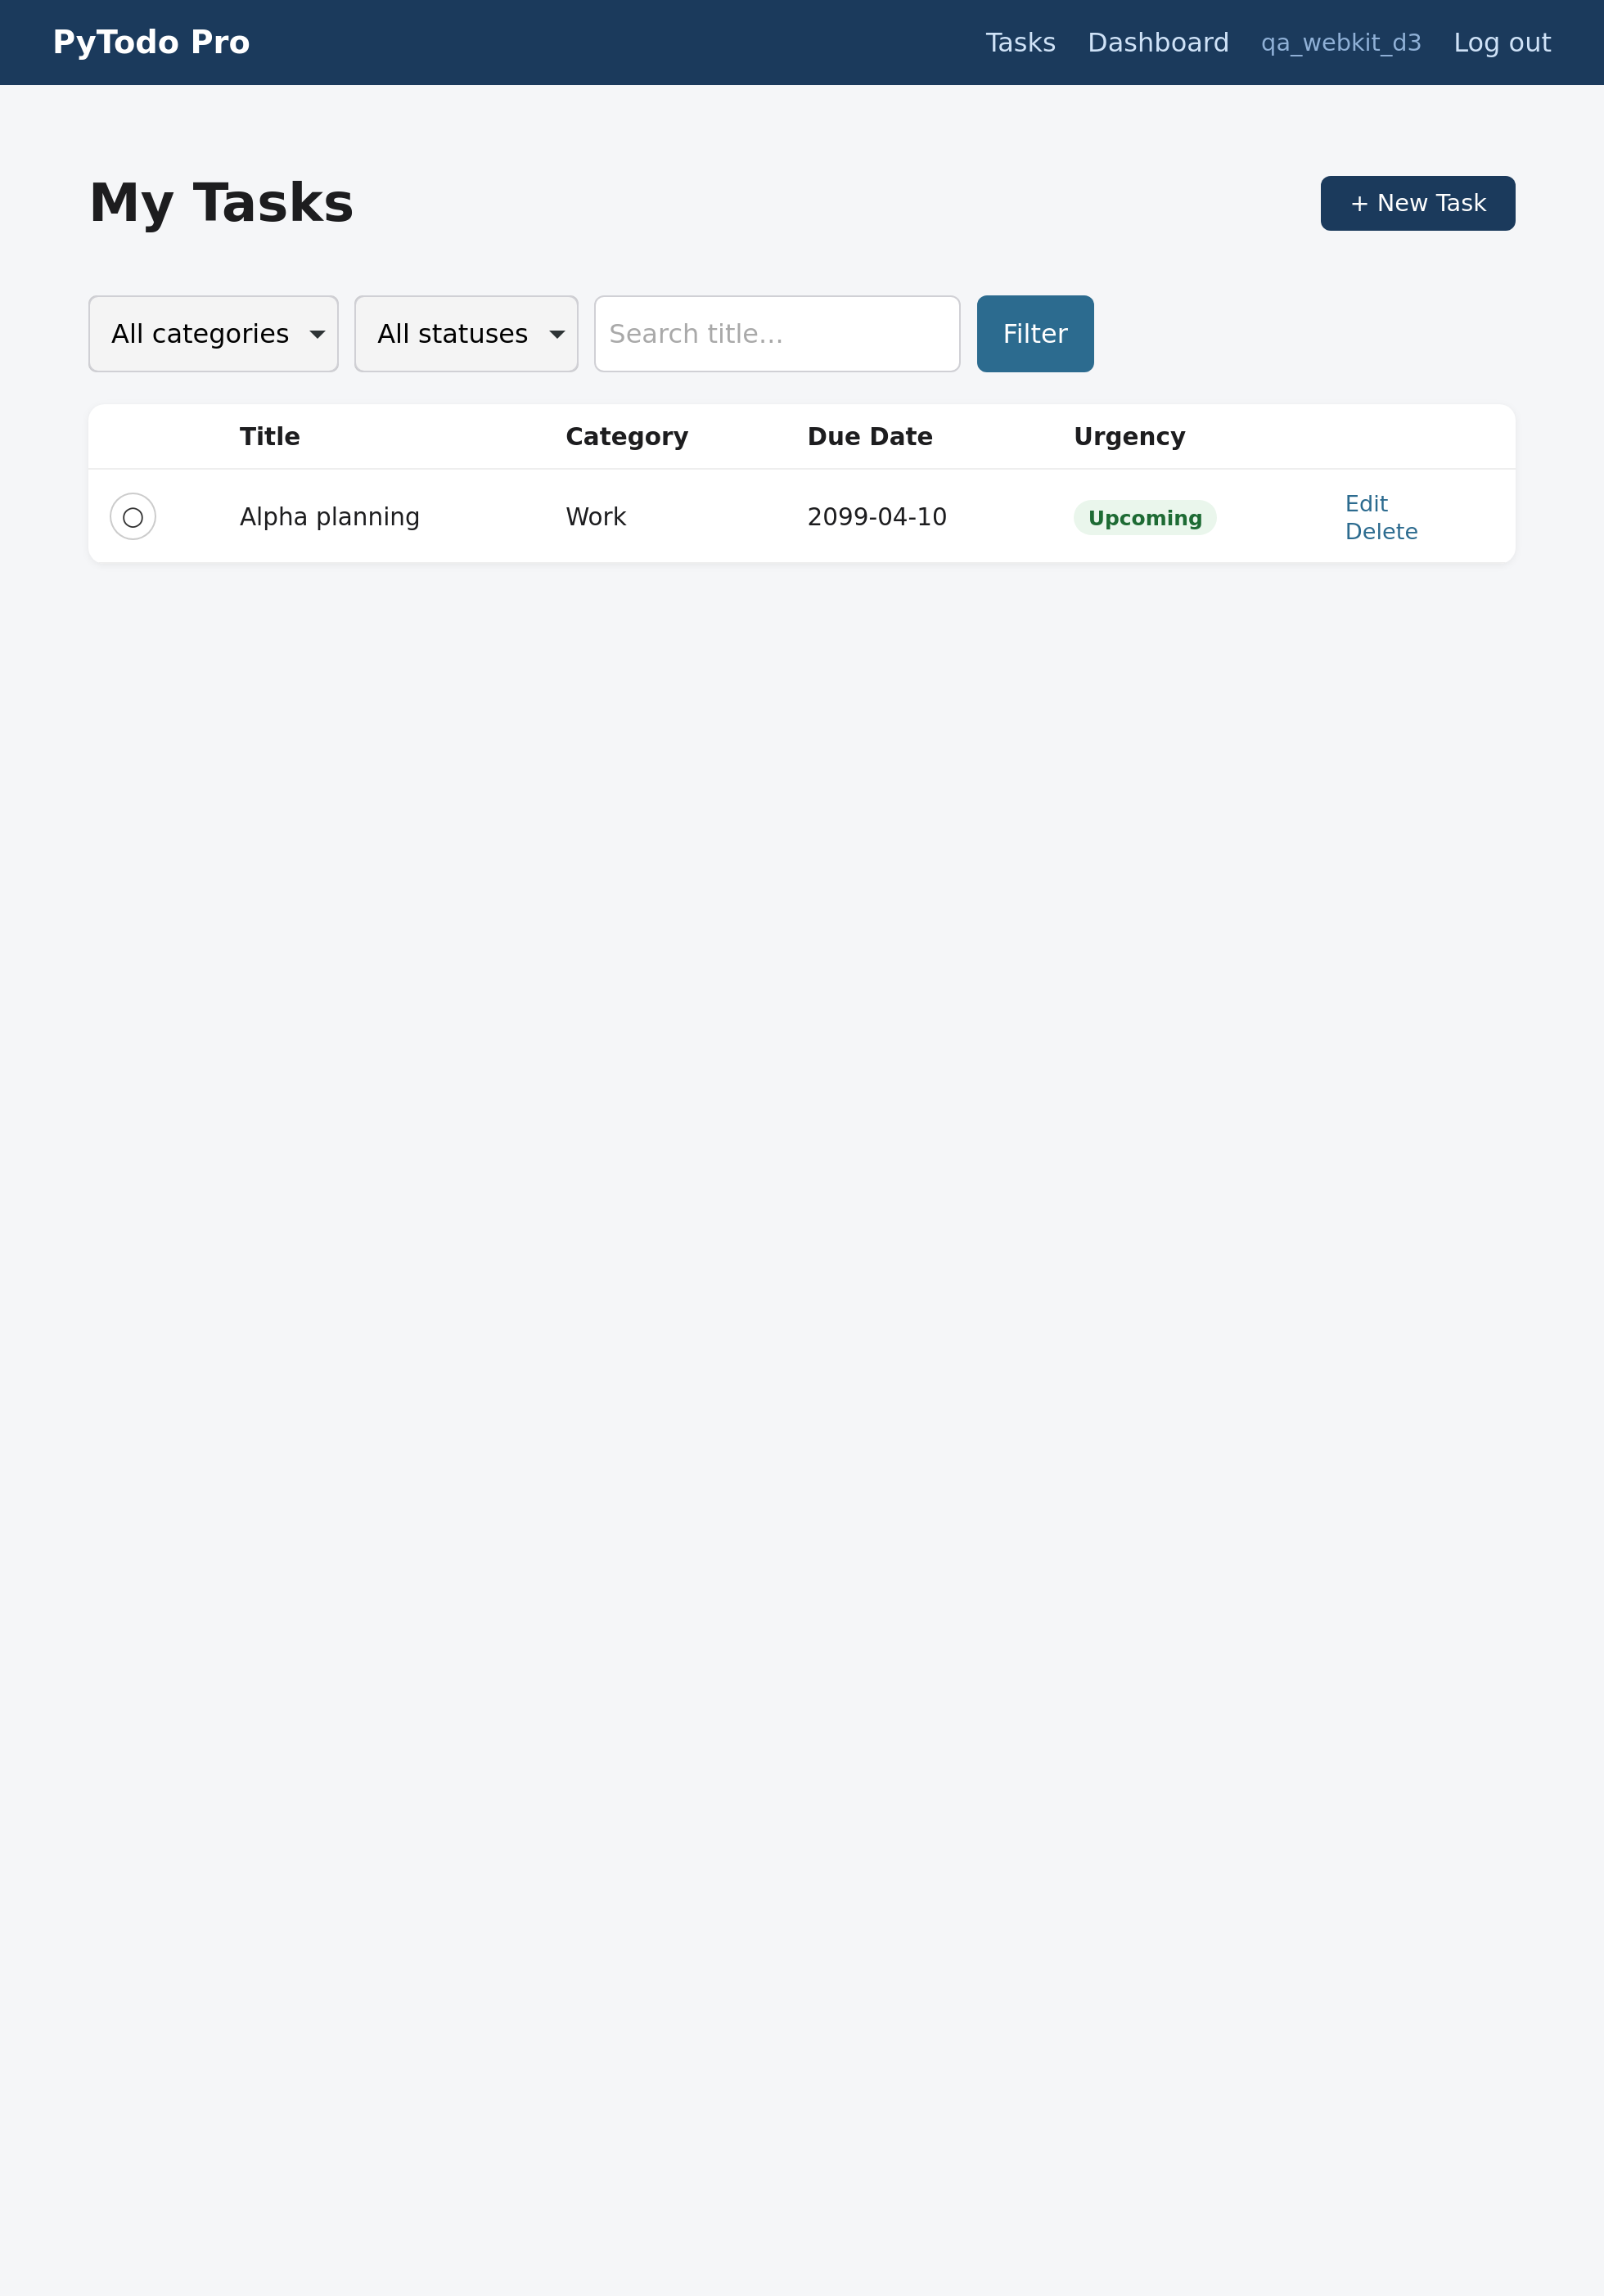 PyTodo Pro
Tasks Dashboard qa_webkit_d3 Log out
My Tasks
+ New Task
All categories All statuses Search title... Filter
Title Category Due Date Urgency
Alpha planning Work 2099-04-10 Upcoming Edit
Delete